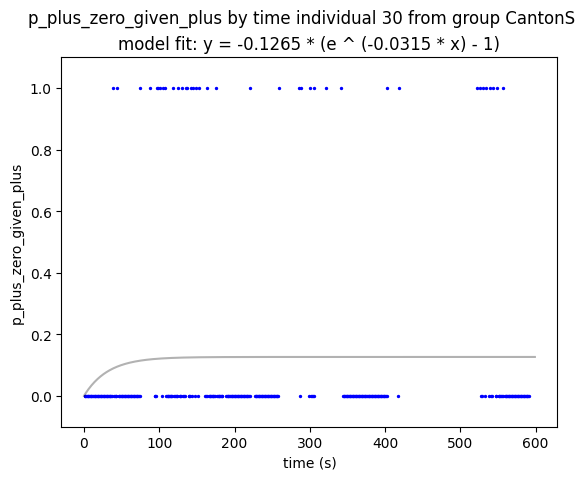 p_plus_zero_given_plus by time individual 30 from group CantonS
model fit: y = -0.1265 * (e ^ (-0.0315 * x) - 1)
1.0
0.8
0.6
0.4
0.2
0.0
p_plus_zero_given_plus
0 100 200 300 400 500 600
time (s)